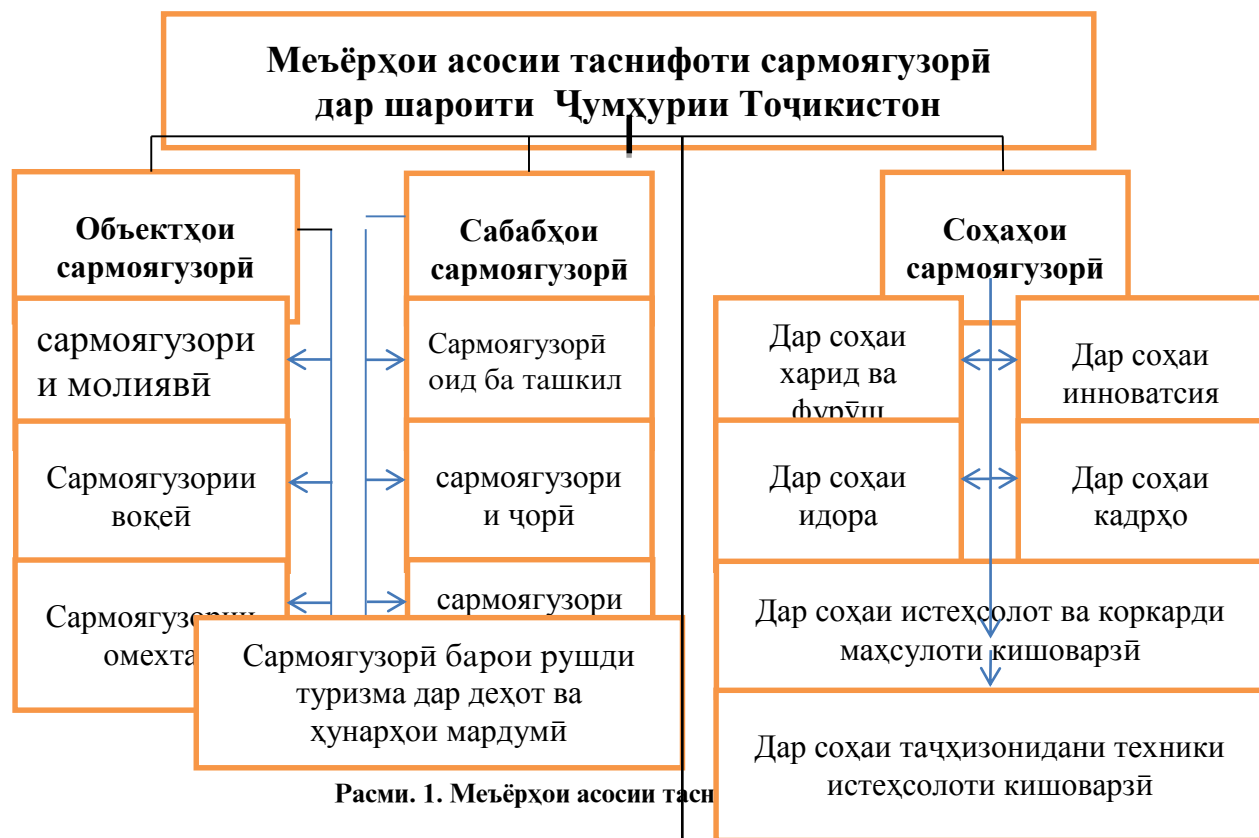 Меъёрҳои асосии таснифоти сармоягузорӣ
дар шароити Ҷумҳурии Тоҷикистон
Объектҳои
сармоягузорӣ
сармоягузори
и молиявӣ
Сармоягузории
воқеӣ
Сармоягузории
омехта
Сабабҳои
сармоягузорӣ
Сармоягузорӣ
оид ба ташкил
сармоягузори
и ҷорӣ
сармоягузори
Сармоягузорӣ барои рушди
туризма дар деҳот ва
ҳунарҳои мардумӣ
Соҳаҳои
сармоягузорӣ
Дар соҳаи
харид ва
фурӯш
Дар соҳаи
инноватсия
Дар соҳаи
идора
Дар соҳаи
кадрҳо
Дар соҳаи истеҳсолот ва коркарди
маҳсулоти кишоварзӣ
Дар соҳаи таҷҳизонидани техники
истеҳсолоти кишоварзӣ
Расми. 1. Меъёрҳои асосии